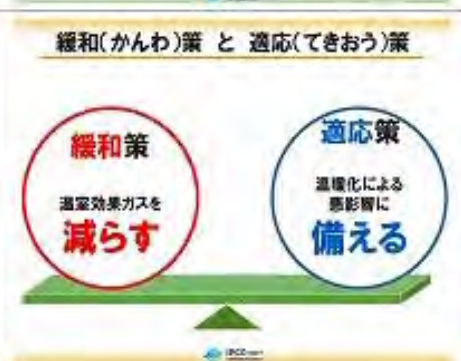 緩和(かんわ)策 と 適応(てきおう)策
緩和策
温室効果ガスを
減らす
適応策
温暖化による
悪影響に
備える